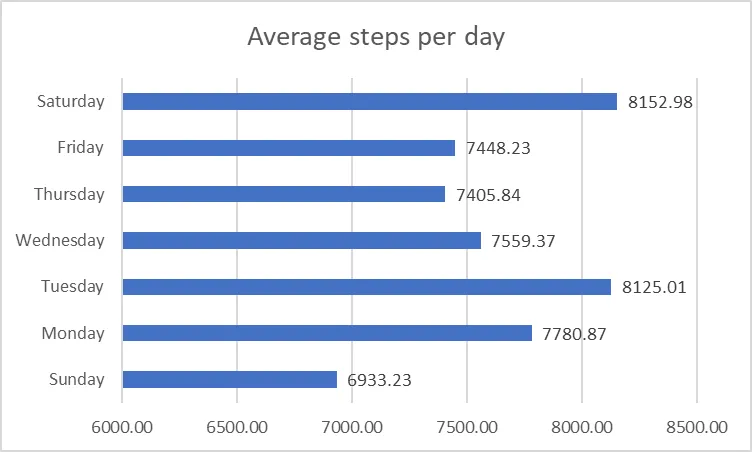 Average steps per day
Saturday 8152.98
Friday 7448.23
Thursday 7405.84
Wednesday 7559.37
Tuesday 8125.01
Monday 7780.87
Sunday 6933.23
6000.00 6500.00 7000.00 7500.00 8000.00 8500.00